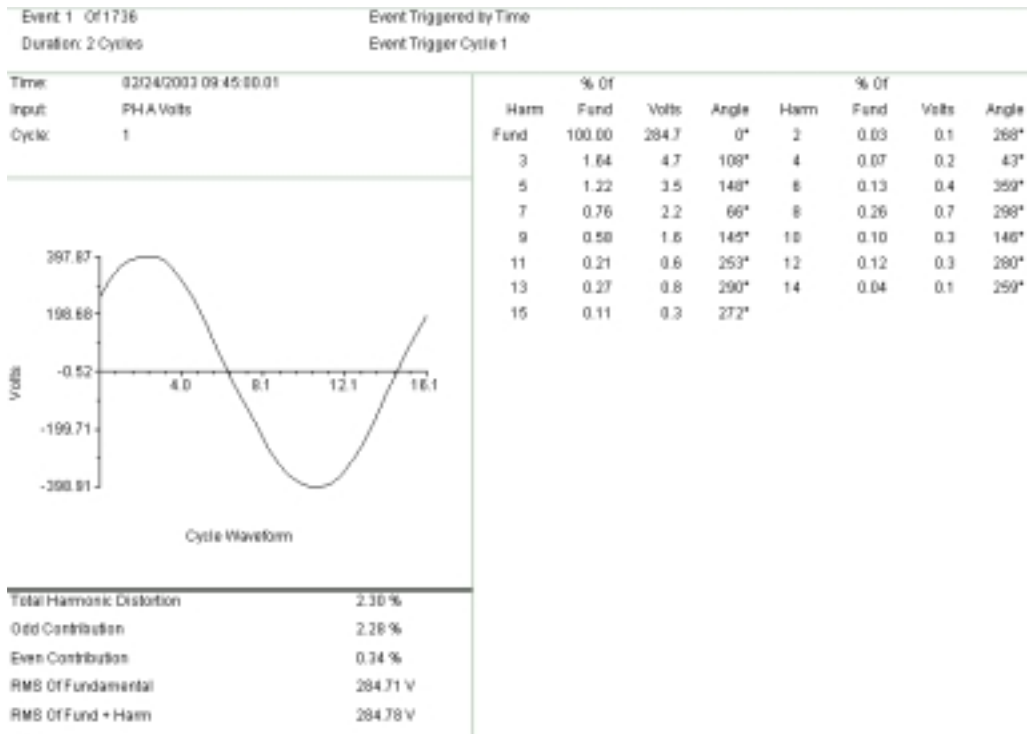 Event 1 Of 1736 Event Triggered by Time
Duration: 2 Cycles Event Trigger Cycle 1
Time: 02/24/2003 09:45:00.01
Input: PH A Volts
Cycle: 1
% Of % Of
Harm Fund Volts Angle Harm Fund Volts Angle
Fund 100.00 284.7 0° 2 0.03 0.1 268°
3 1.64 4.7 108° 4 0.07 0.2 43°
5 1.22 3.5 148° 6 0.13 0.4 359°
7 0.76 2.2 66° 8 0.26 0.7 298°
9 0.58 1.6 145° 10 0.10 0.3 146°
11 0.21 0.6 253° 12 0.12 0.3 280°
13 0.27 0.8 290° 14 0.04 0.1 259°
15 0.11 0.3 272°
397.87
198.68
-0.52
-199.71
-398.91
Volts
4.0 8.1 12.1 16.1
Cycle Waveform
Total Harmonic Distortion 2.30 %
Odd Contribution 2.28 %
Even Contribution 0.34 %
RMS Of Fundamental 284.71 V
RMS Of Fund + Harm 284.78 V